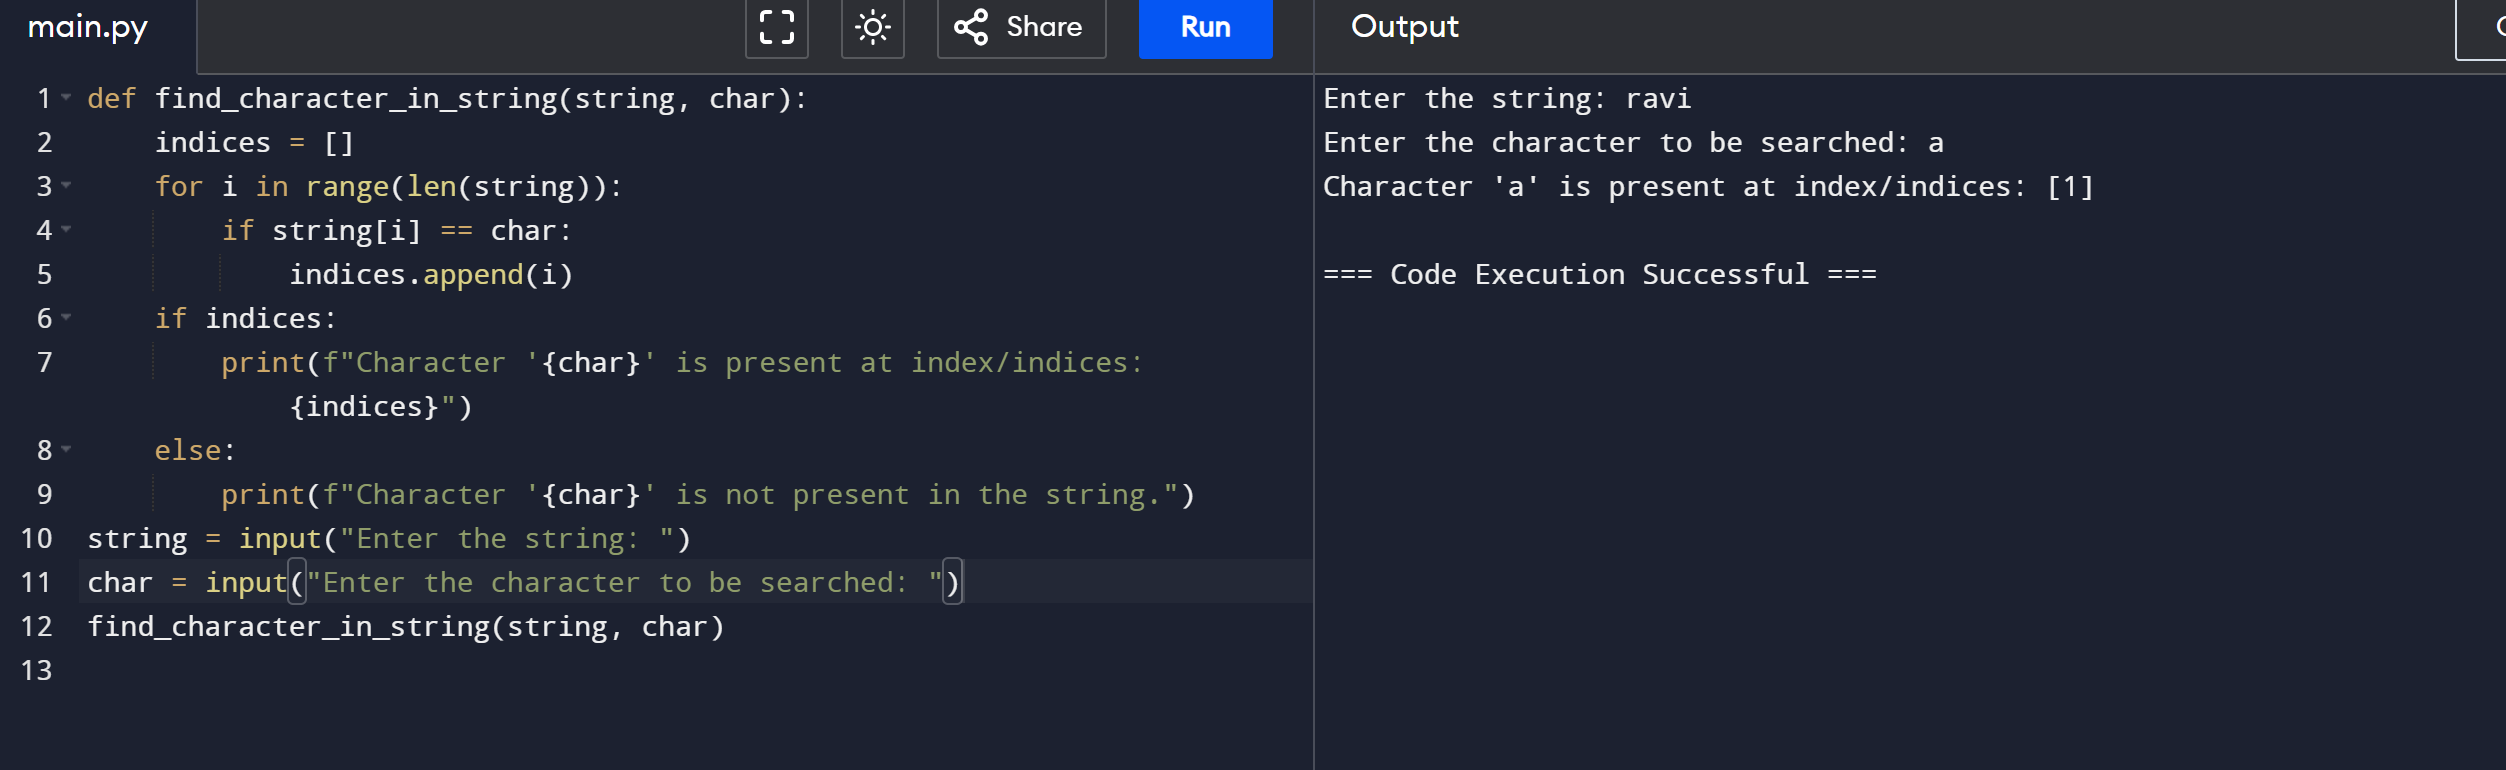 main.py
Share
Run
Output
1 def find_character_in_string(string, char):
2     indices = []
3     for i in range(len(string)):
4         if string[i] == char:
5             indices.append(i)
6     if indices:
7         print(f"Character '{char}' is present at index/indices:
            {indices}")
8     else:
9         print(f"Character '{char}' is not present in the string.")
10 string = input("Enter the string: ")
11 char = input("Enter the character to be searched: ")
12 find_character_in_string(string, char)
13
Enter the string: ravi
Enter the character to be searched: a
Character 'a' is present at index/indices: [1]
=== Code Execution Successful ===